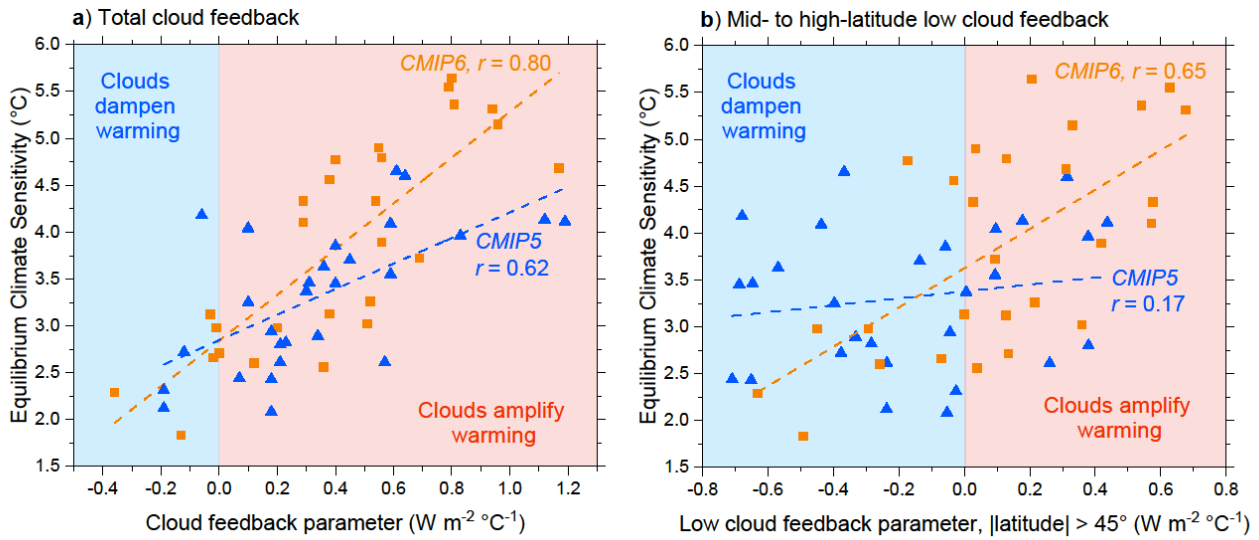 a) Total cloud feedback
6.0
5.5
5.0
4.5
4.0
3.5
3.0
2.5
2.0
1.5
Equilibrium Climate Sensitivity (°C)
Clouds
dampen
warming
CMIP6, r = 0.80
CMIP5
r = 0.62
Clouds amplify
warming
-0.4 -0.2 0.0 0.2 0.4 0.6 0.8 1.0 1.2
Cloud feedback parameter (W m⁻² °C⁻¹)
b) Mid- to high-latitude low cloud feedback
6.0
5.5
5.0
4.5
4.0
3.5
3.0
2.5
2.0
1.5
Equilibrium Climate Sensitivity (°C)
Clouds
dampen
warming
CMIP6, r = 0.65
CMIP5
r = 0.17
Clouds amplify
warming
-0.8 -0.6 -0.4 -0.2 0.0 0.2 0.4 0.6 0.8
Low cloud feedback parameter, |latitude| > 45° (W m⁻² °C⁻¹)